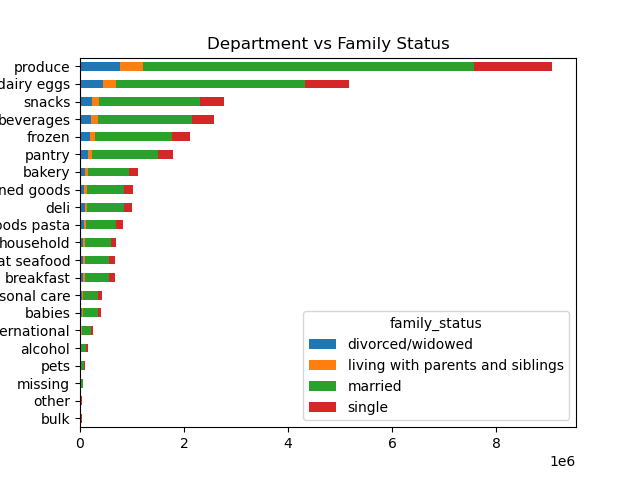 Department vs Family Status
produce
dairy eggs
snacks
beverages
frozen
pantry
bakery
ned goods
deli
oods pasta
household
at seafood
breakfast
sonal care
babies
ernational
alcohol
pets
missing
other
bulk
family_status
divorced/widowed
living with parents and siblings
married
single
0 2 4 6 8
1e6